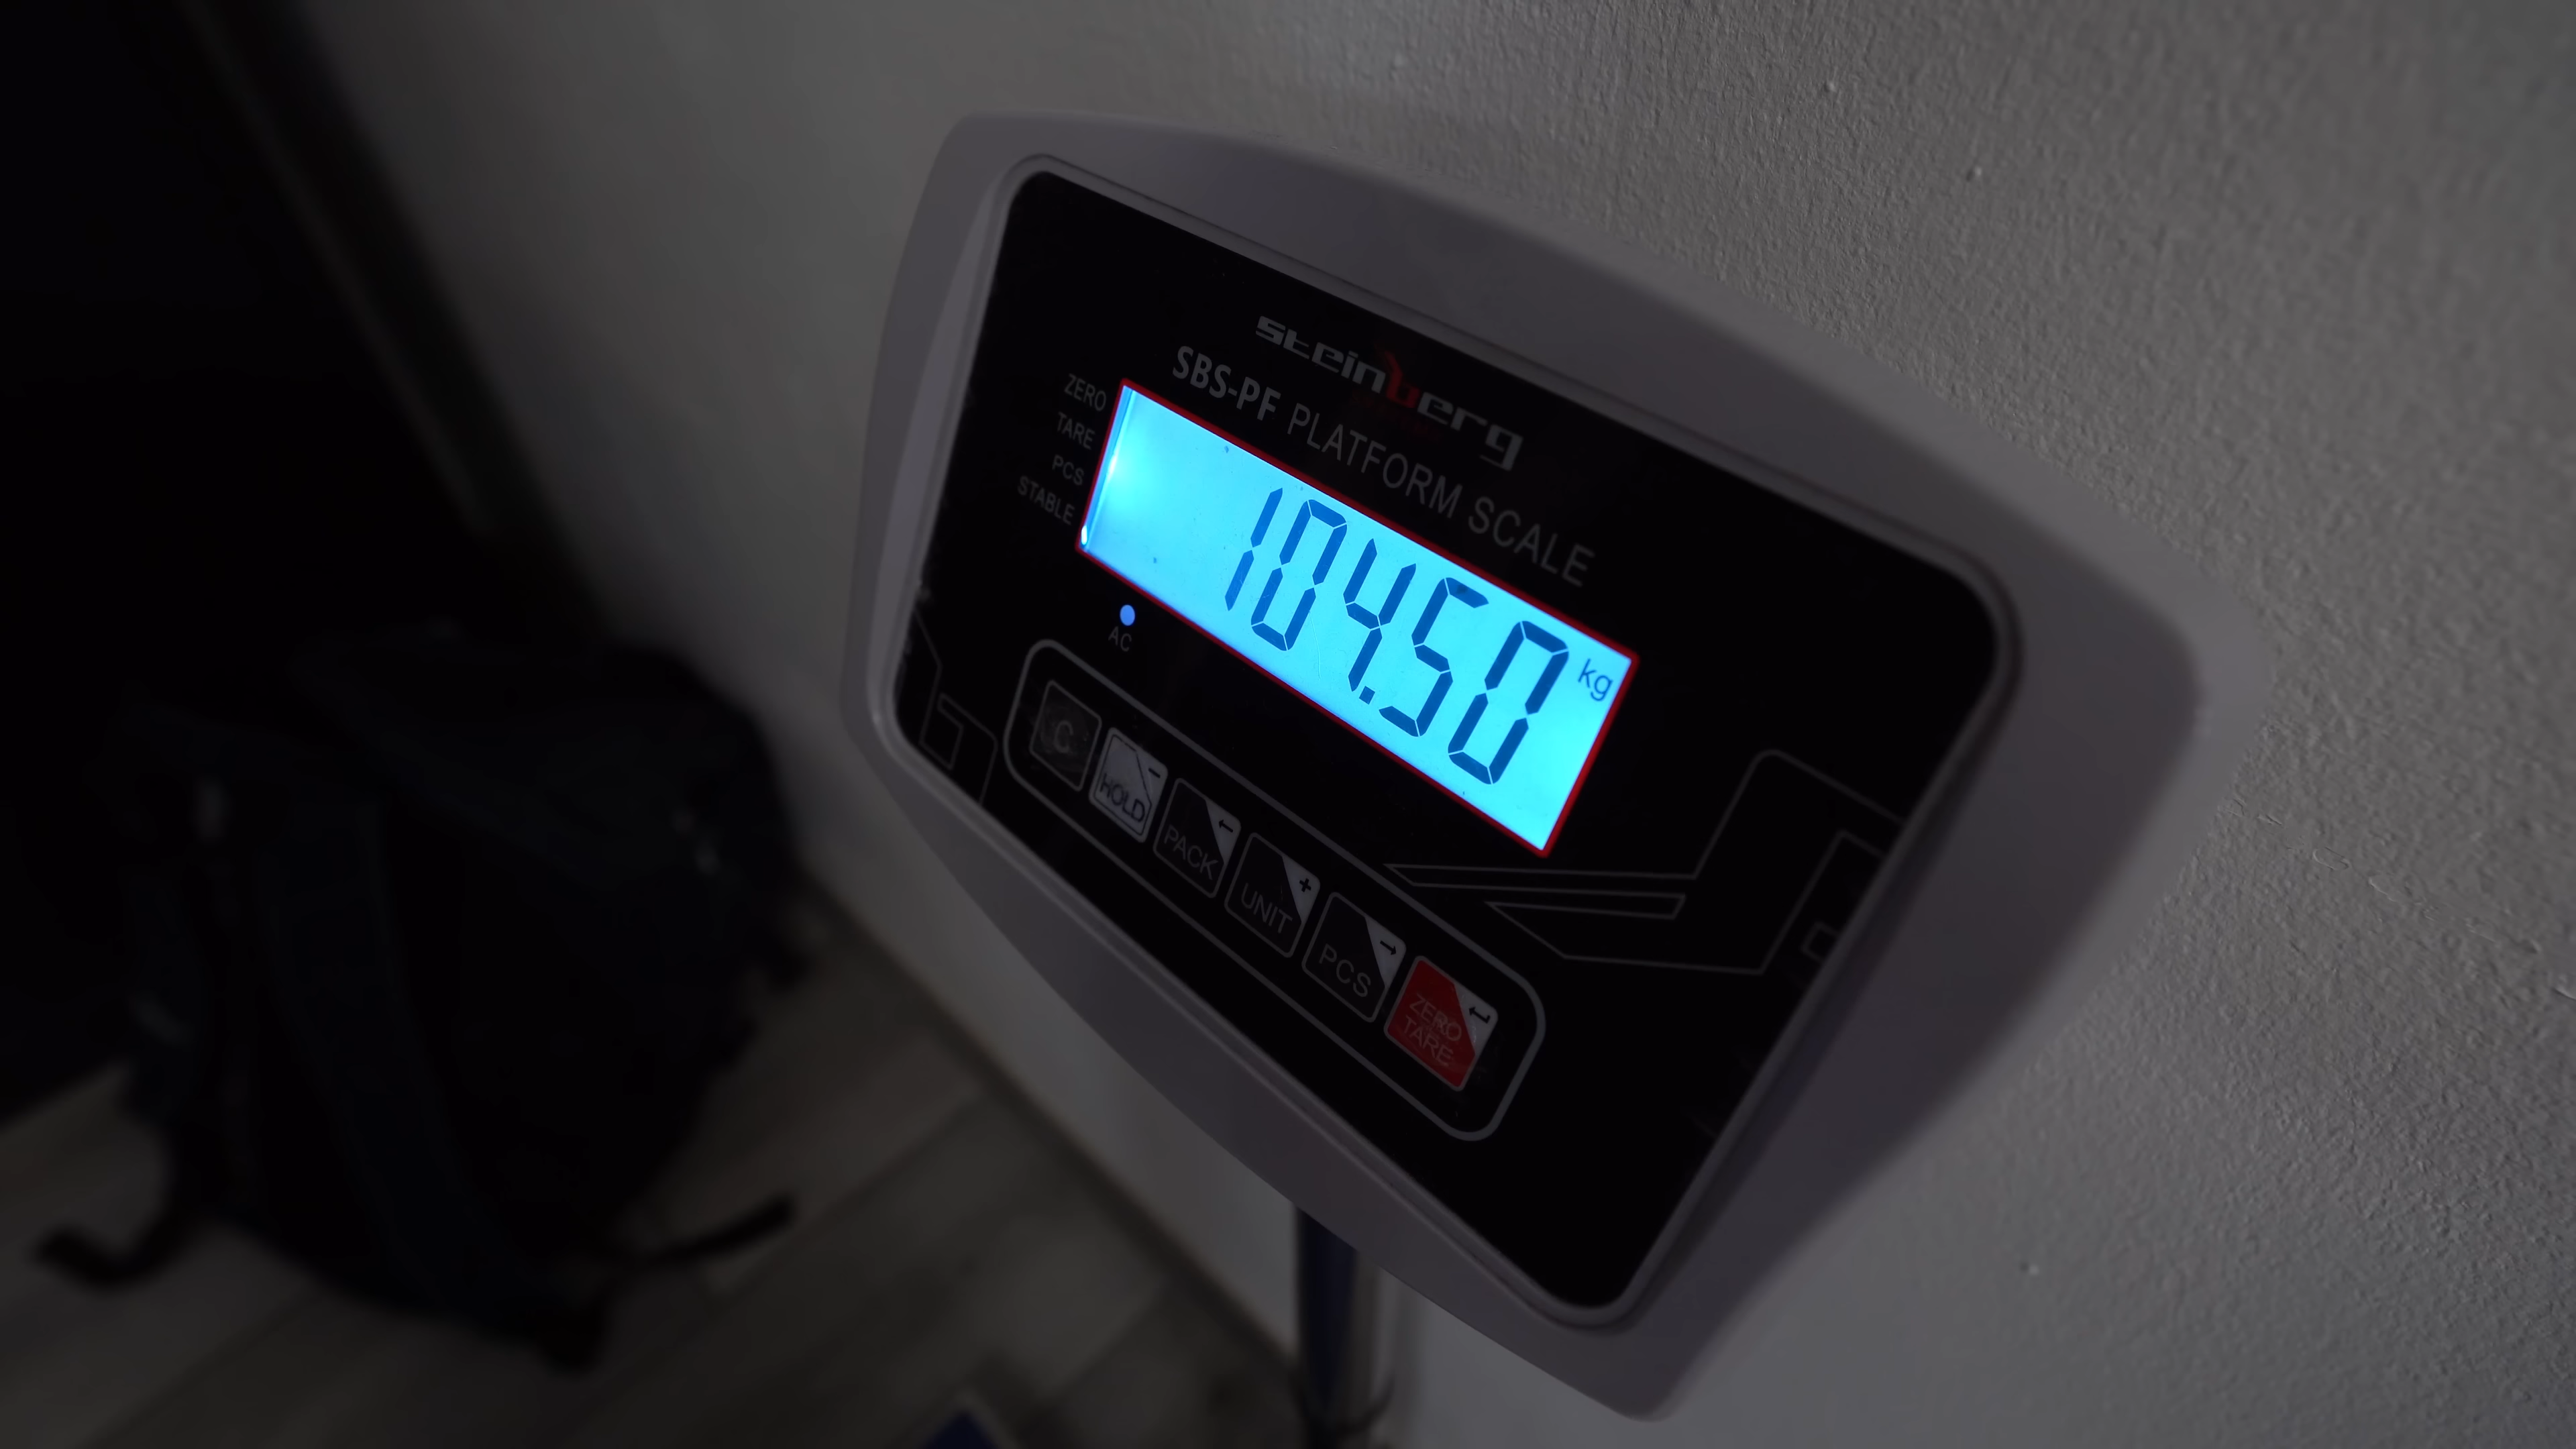 steinberg
SBS-PF PLATFORM SCALE
ZERO
TARE
PCS
STABLE
104.50 kg
AC
C
HOLD -
PACK ←
UNIT +
PCS →
ZERO ↵
TARE